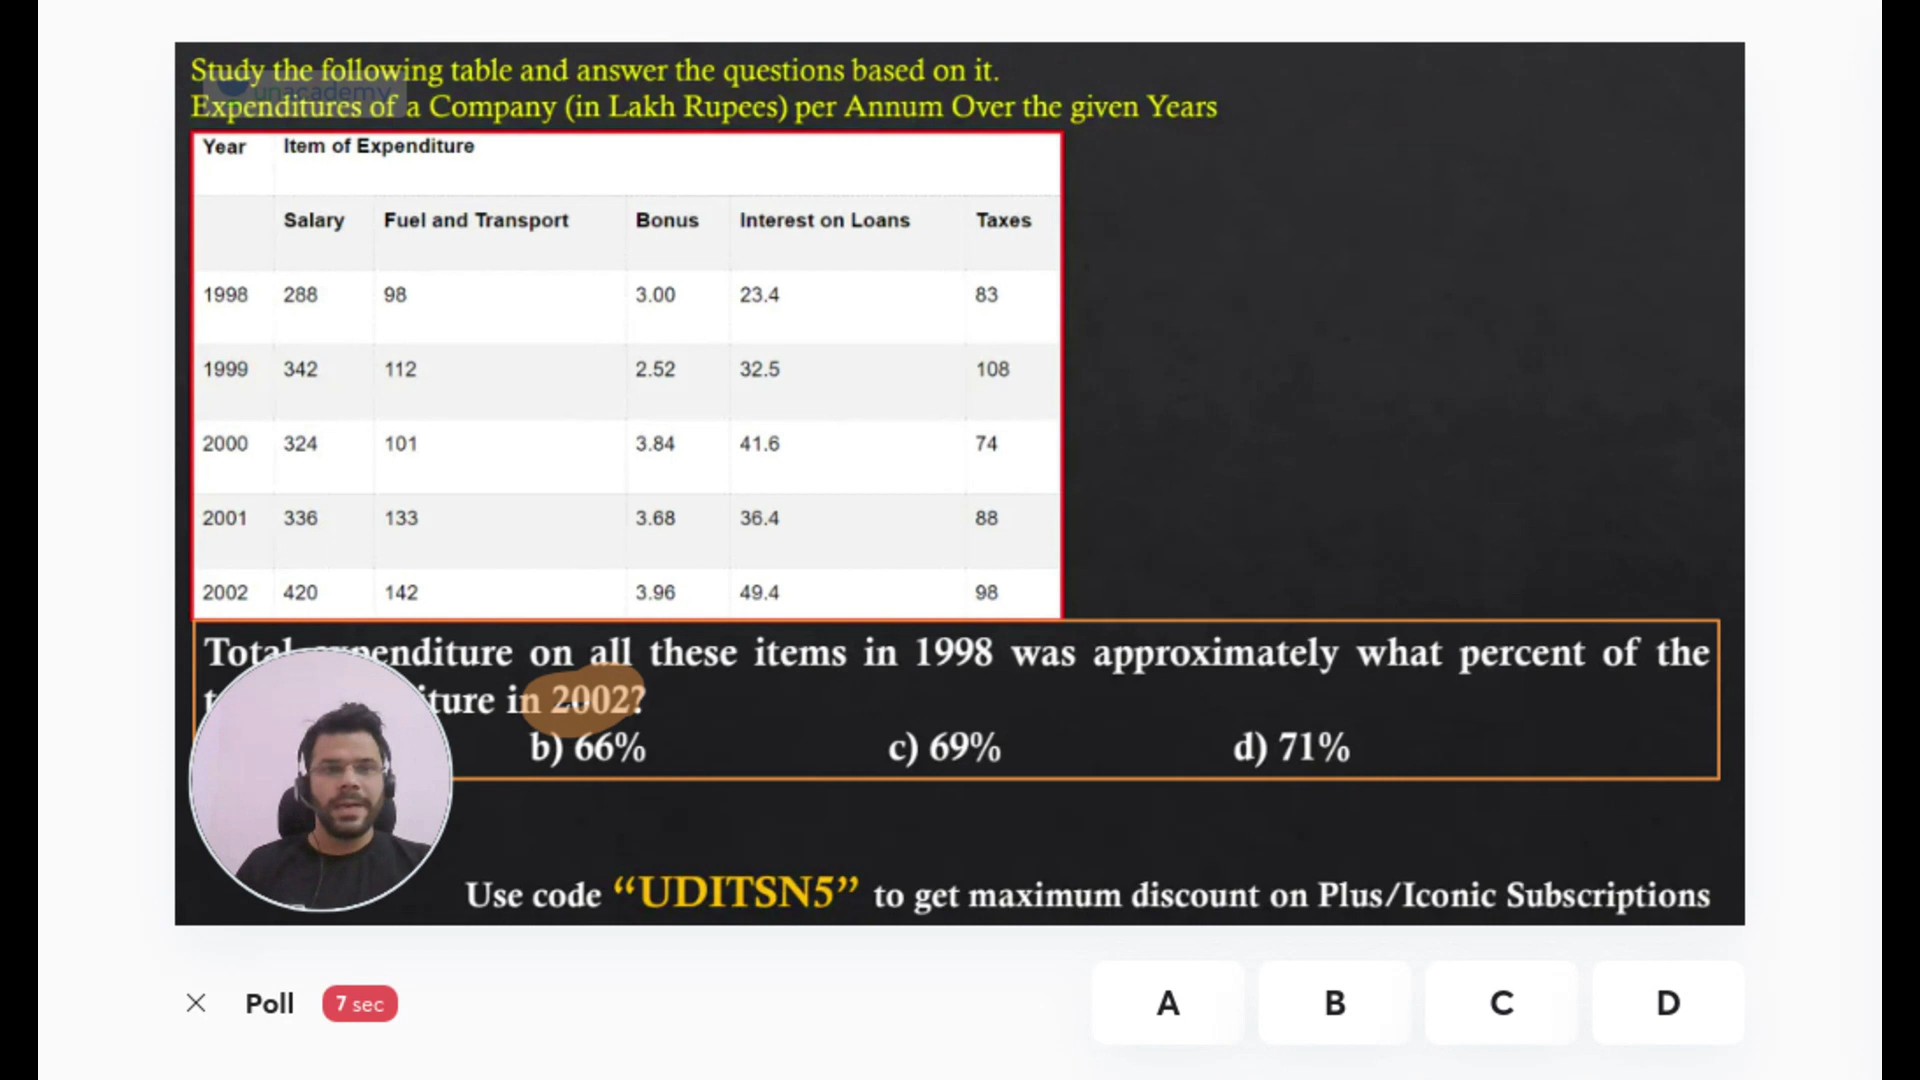 Study the following table and answer the questions based on it.
unacademy
Expenditures of a Company (in Lakh Rupees) per Annum Over the given Years
Year Item of Expenditure
Salary Fuel and Transport Bonus Interest on Loans Taxes
1998 288 98 3.00 23.4 83
1999 342 112 2.52 32.5 108
2000 324 101 3.84 41.6 74
2001 336 133 3.68 36.4 88
2002 420 142 3.96 49.4 98
Total expenditure on all these items in 1998 was approximately what percent of the
in 2002?
b) 66% c) 69% d) 71%
Use code “UDITSN5” to get maximum discount on Plus/Iconic Subscriptions
Poll 7 sec A B C D